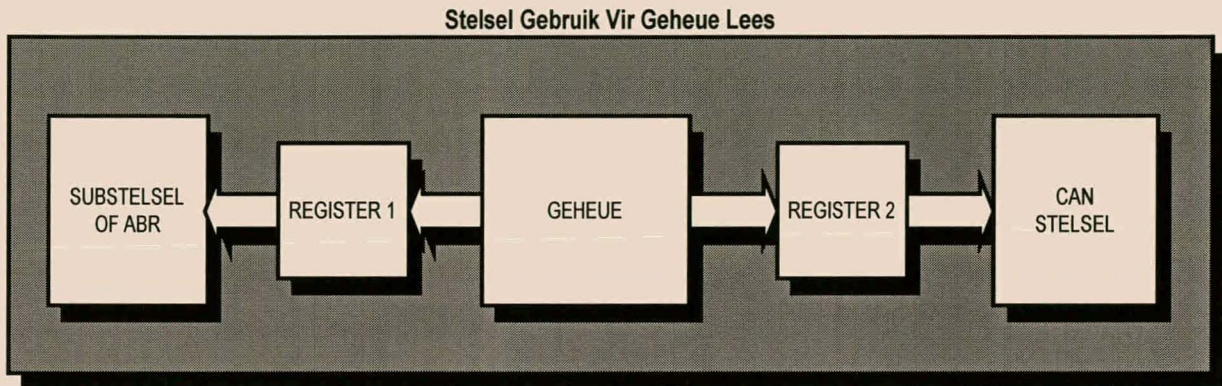 Stelsel Gebruik Vir Geheue Lees
SUBSTELSEL
OF ABR
REGISTER 1
GEHEUE
REGISTER 2
CAN
STELSEL